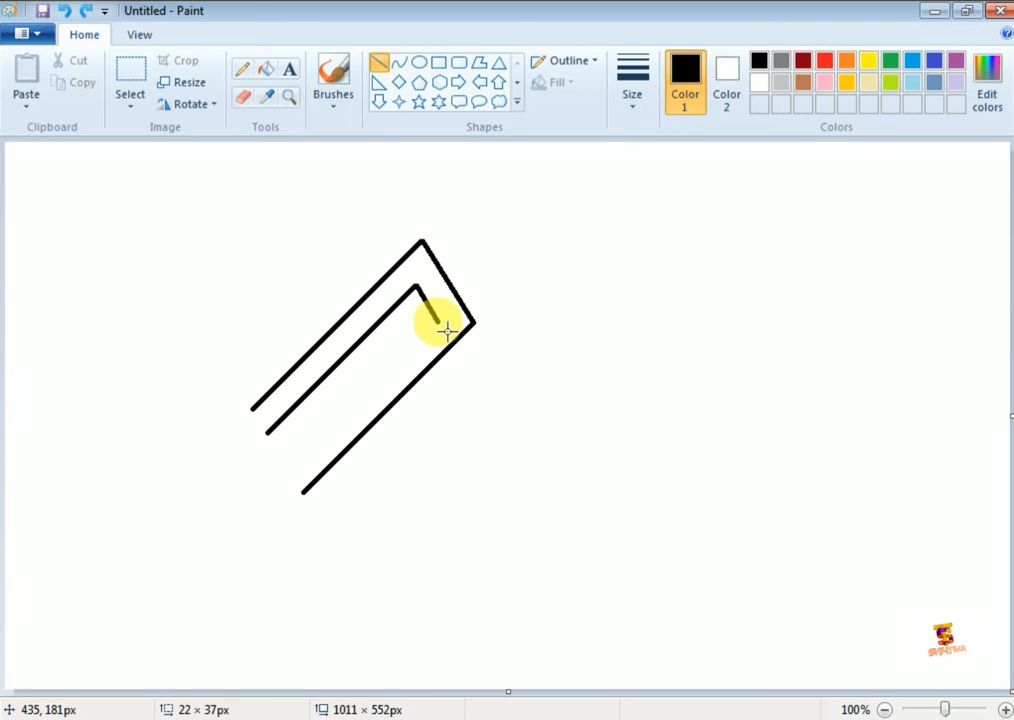 Untitled - Paint
Home View
Paste
Cut
Copy
Clipboard
Select
Crop
Resize
Rotate
Image
Tools
Brushes
Shapes
Outline
Fill
Size
Color 1
Color 2
Edit colors
Colors
435, 181px 22 × 37px 1011 × 552px 100%